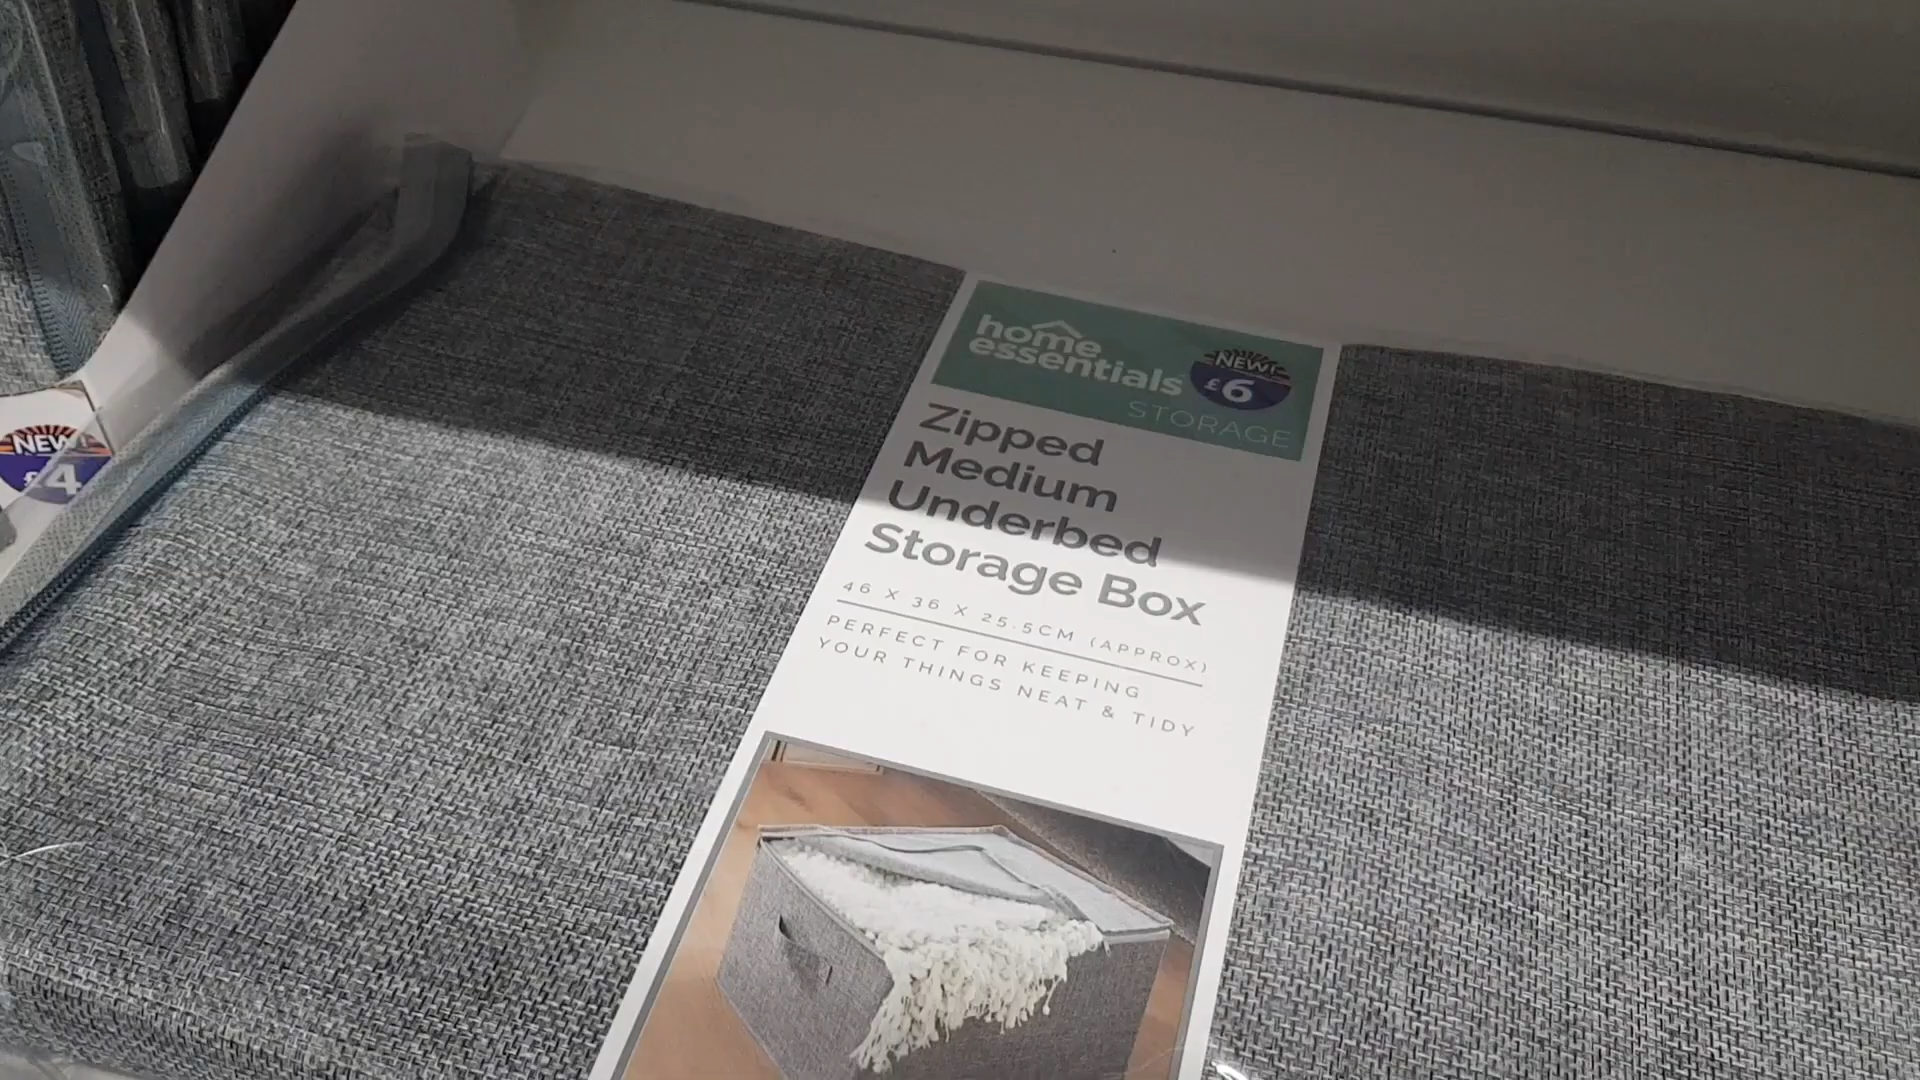 home
essentials
NEW!
£6
STORAGE
Zipped
Medium
Underbed
Storage Box
46 X 36 X 25.5CM (APPROX)
PERFECT FOR KEEPING
YOUR THINGS NEAT & TIDY
NEW!
£4